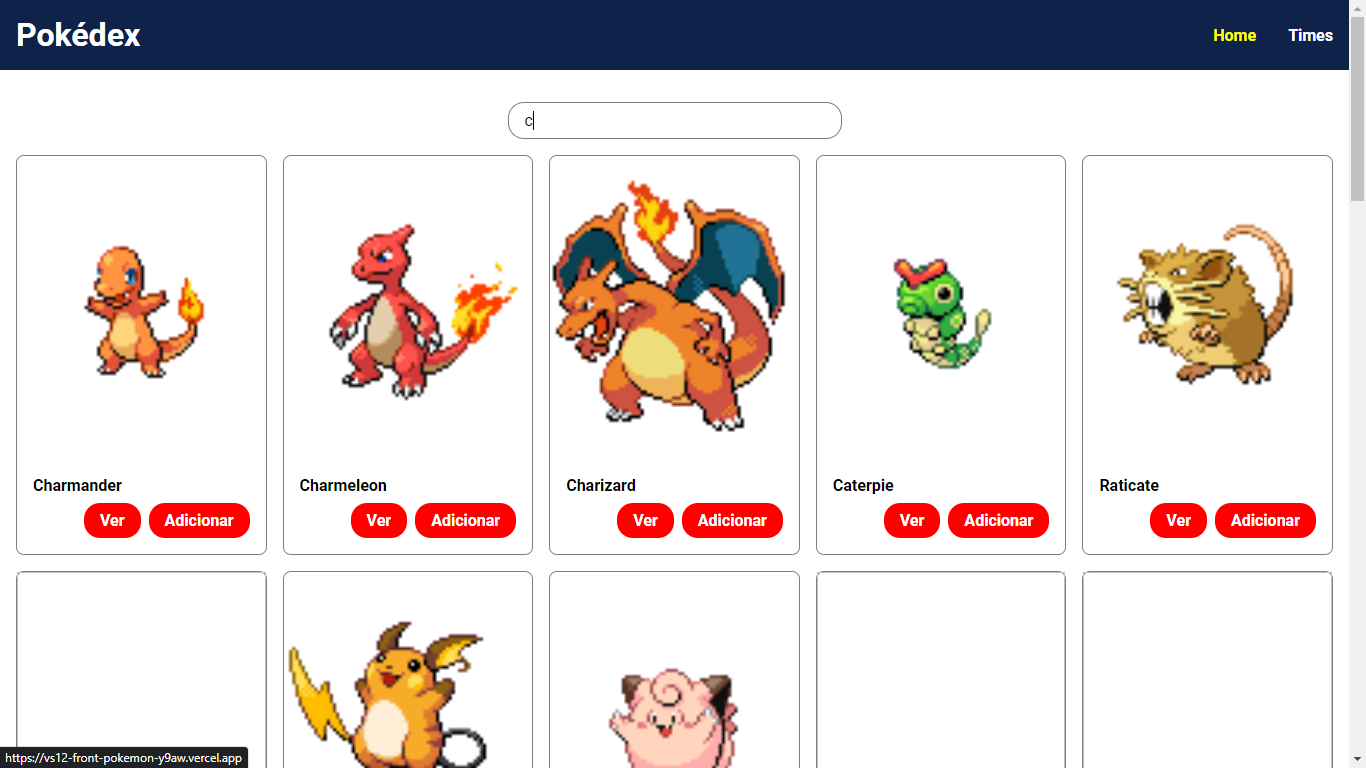 Pokédex
Home Times
c
Charmander
Ver Adicionar
Charmeleon
Ver Adicionar
Charizard
Ver Adicionar
Caterpie
Ver Adicionar
Raticate
Ver Adicionar
https://vs12-front-pokemon-y9aw.vercel.app